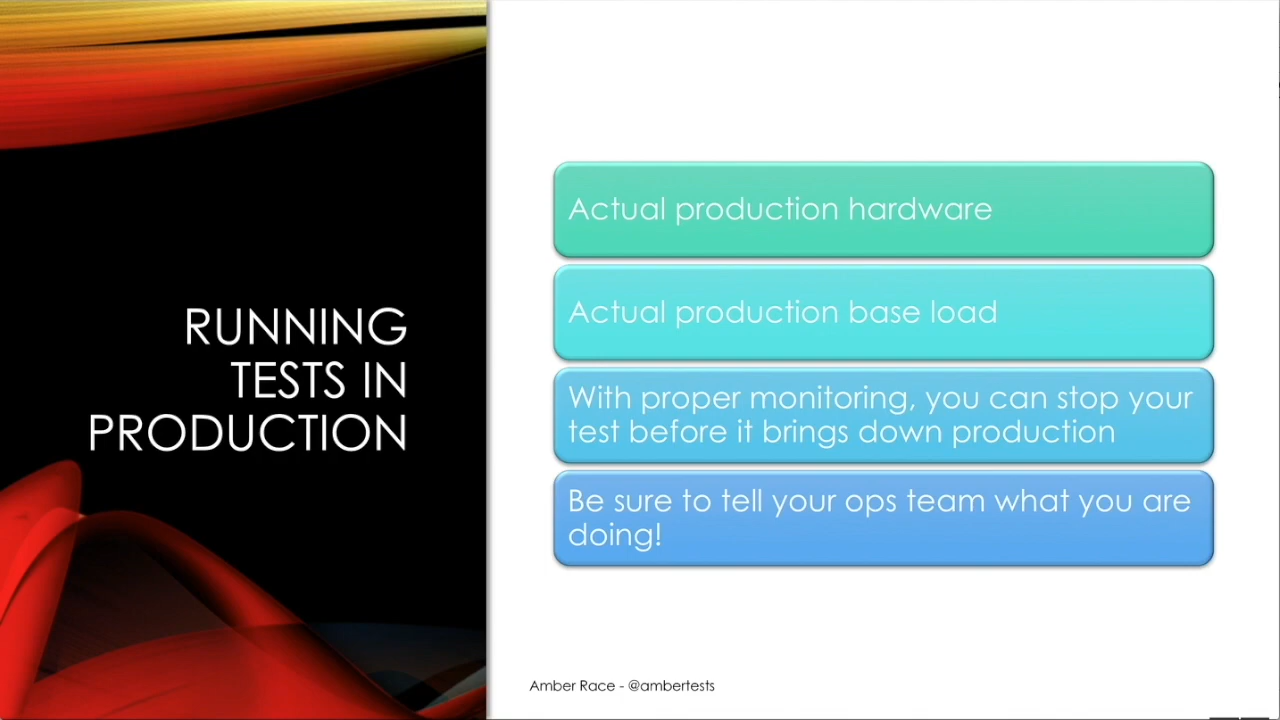 RUNNING
TESTS IN
PRODUCTION
Actual production hardware
Actual production base load
With proper monitoring, you can stop your
test before it brings down production
Be sure to tell your ops team what you are
doing!
Amber Race - @ambertests